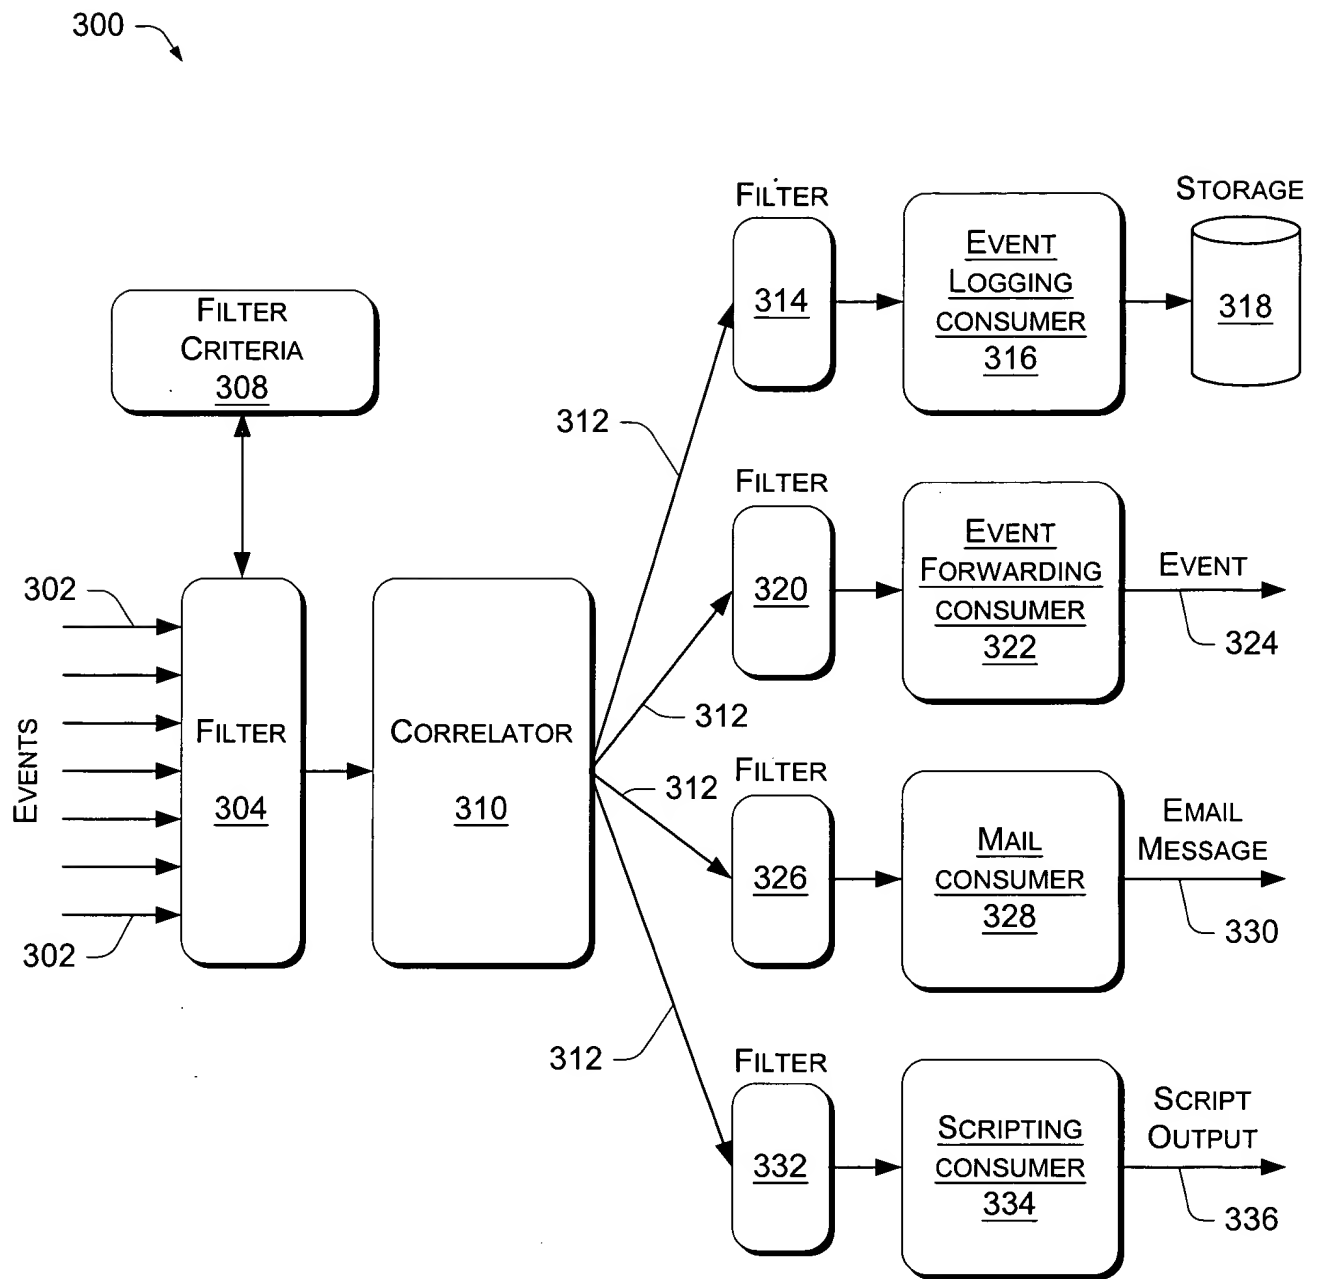 300
FILTER
CRITERIA
308
302
EVENTS
302
FILTER
304
CORRELATOR
310
312
312
312
312
FILTER
314
EVENT
LOGGING
CONSUMER
316
STORAGE
318
FILTER
320
EVENT
FORWARDING
CONSUMER
322
EVENT
324
FILTER
326
MAIL
CONSUMER
328
EMAIL
MESSAGE
330
FILTER
332
SCRIPTING
CONSUMER
334
SCRIPT
OUTPUT
336